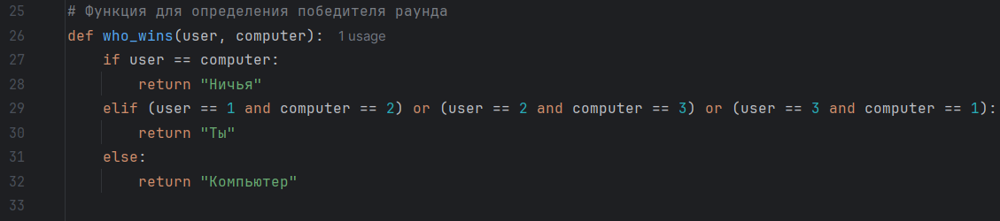 25 # Функция для определения победителя раунда
26 def who_wins(user, computer): 1 usage
27 if user == computer:
28 return "Ничья"
29 elif (user == 1 and computer == 2) or (user == 2 and computer == 3) or (user == 3 and computer == 1):
30 return "Ты"
31 else:
32 return "Компьютер"
33